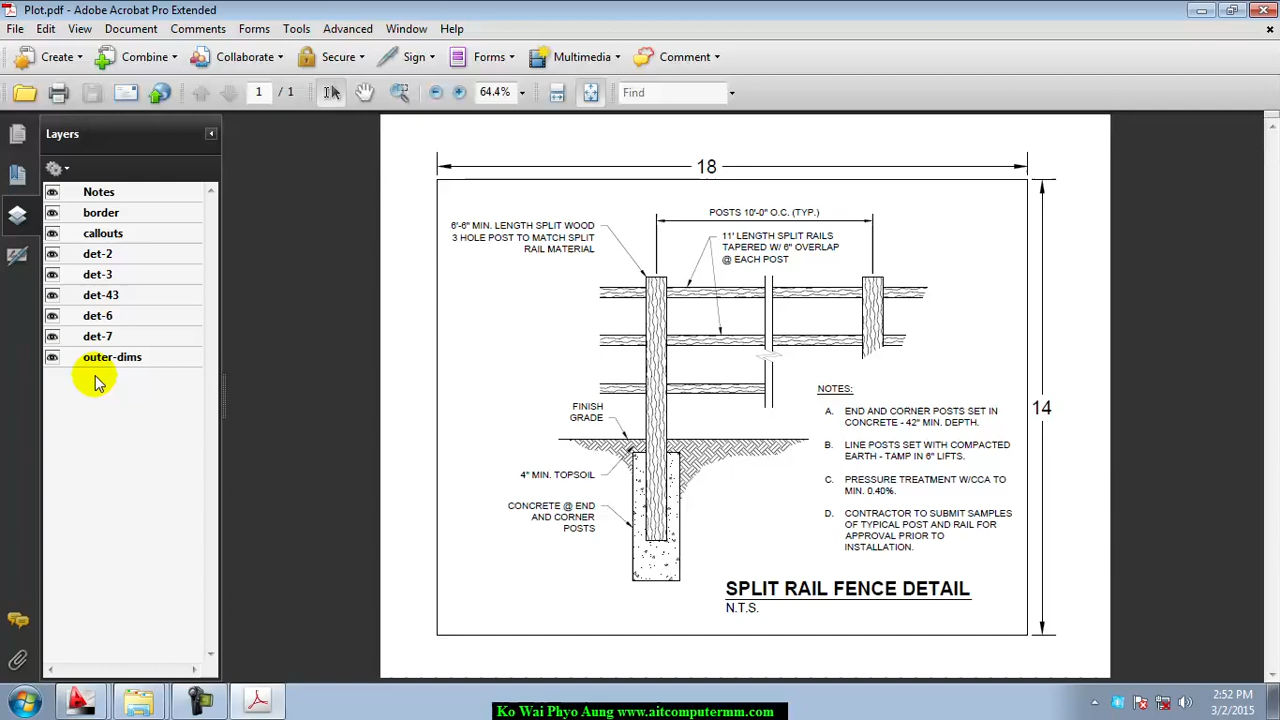 Plot.pdf - Adobe Acrobat Pro Extended
File Edit View Document Comments Forms Tools Advanced Window Help
Create Combine Collaborate Secure Sign Forms Multimedia Comment
1 / 1 64.4% Find
Layers
Notes
border
callouts
det-2
det-3
det-43
det-6
det-7
outer-dims
18
POSTS 10'-0" O.C. (TYP.)
6'-6" MIN. LENGTH SPLIT WOOD
3 HOLE POST TO MATCH SPLIT
RAIL MATERIAL
11' LENGTH SPLIT RAILS
TAPERED W/ 6" OVERLAP
@ EACH POST
14
FINISH
GRADE
4" MIN. TOPSOIL
CONCRETE @ END
AND CORNER
POSTS
NOTES:
A. END AND CORNER POSTS SET IN
CONCRETE - 42" MIN. DEPTH.
B. LINE POSTS SET WITH COMPACTED
EARTH - TAMP IN 6" LIFTS.
C. PRESSURE TREATMENT W/CCA TO
MIN. 0.40%.
D. CONTRACTOR TO SUBMIT SAMPLES
OF TYPICAL POST AND RAIL FOR
APPROVAL PRIOR TO
INSTALLATION.
SPLIT RAIL FENCE DETAIL
N.T.S.
2:52 PM
3/2/2015
Ko Wai Phyo Aung www.aitcomputermm.com